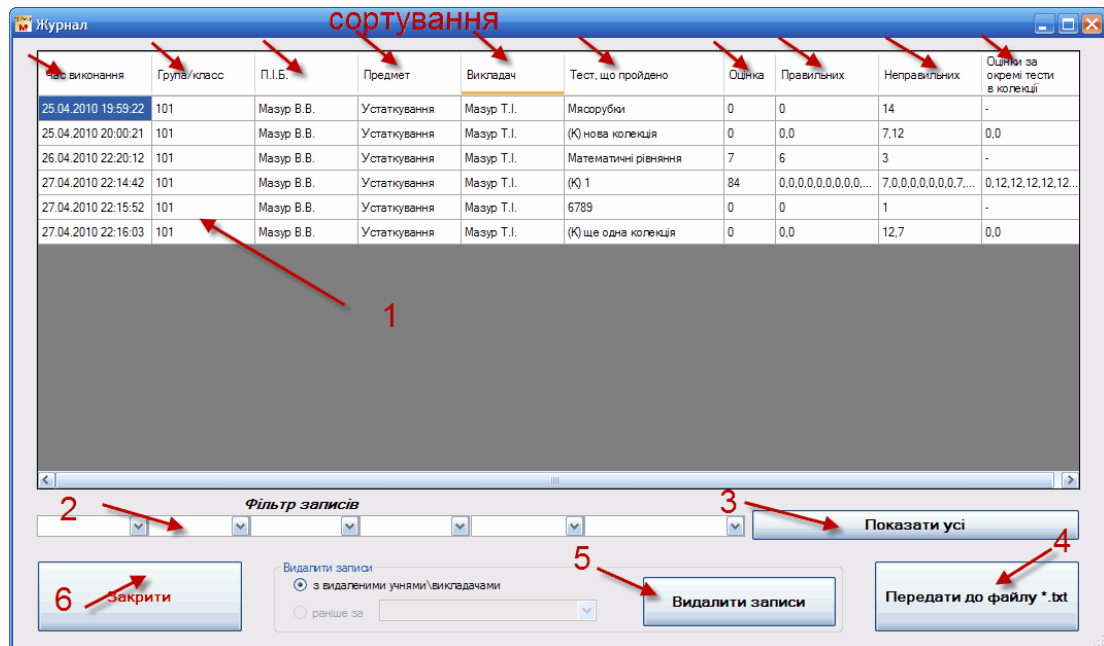 Журнал
сортування
Час виконання Група/класс П.І.Б. Предмет Викладач Тест, що пройдено Оцінка Правильних Неправильних Оцінки за окремі тести в колекції
25.04.2010 19:59:22 101 Мазур В.В. Устаткування Мазур Т.І. Мясорубки 0 0 14 -
25.04.2010 20:00:21 101 Мазур В.В. Устаткування Мазур Т.І. (К) нова колекція 0 0,0 7,12 0,0
26.04.2010 22:20:12 101 Мазур В.В. Устаткування Мазур Т.І. Математичні рівняння 7 6 3 -
27.04.2010 22:14:42 101 Мазур В.В. Устаткування Мазур Т.І. (К) 1 84 0,0,0,0,0,0,0,0,0,... 7,0,0,0,0,0,0,0,7,... 0,12,12,12,12,12...
27.04.2010 22:15:52 101 Мазур В.В. Устаткування Мазур Т.І. 6789 0 0 1 -
27.04.2010 22:16:03 101 Мазур В.В. Устаткування Мазур Т.І. (К) ще одна колекція 0 0,0 12,7 0,0
1
2 Фільтр записів 3
Показати усі
4
5
Видалити записи
з видаленими учнями\викладачами
раніше за
6 Закрити
Видалити записи
Передати до файлу *.txt